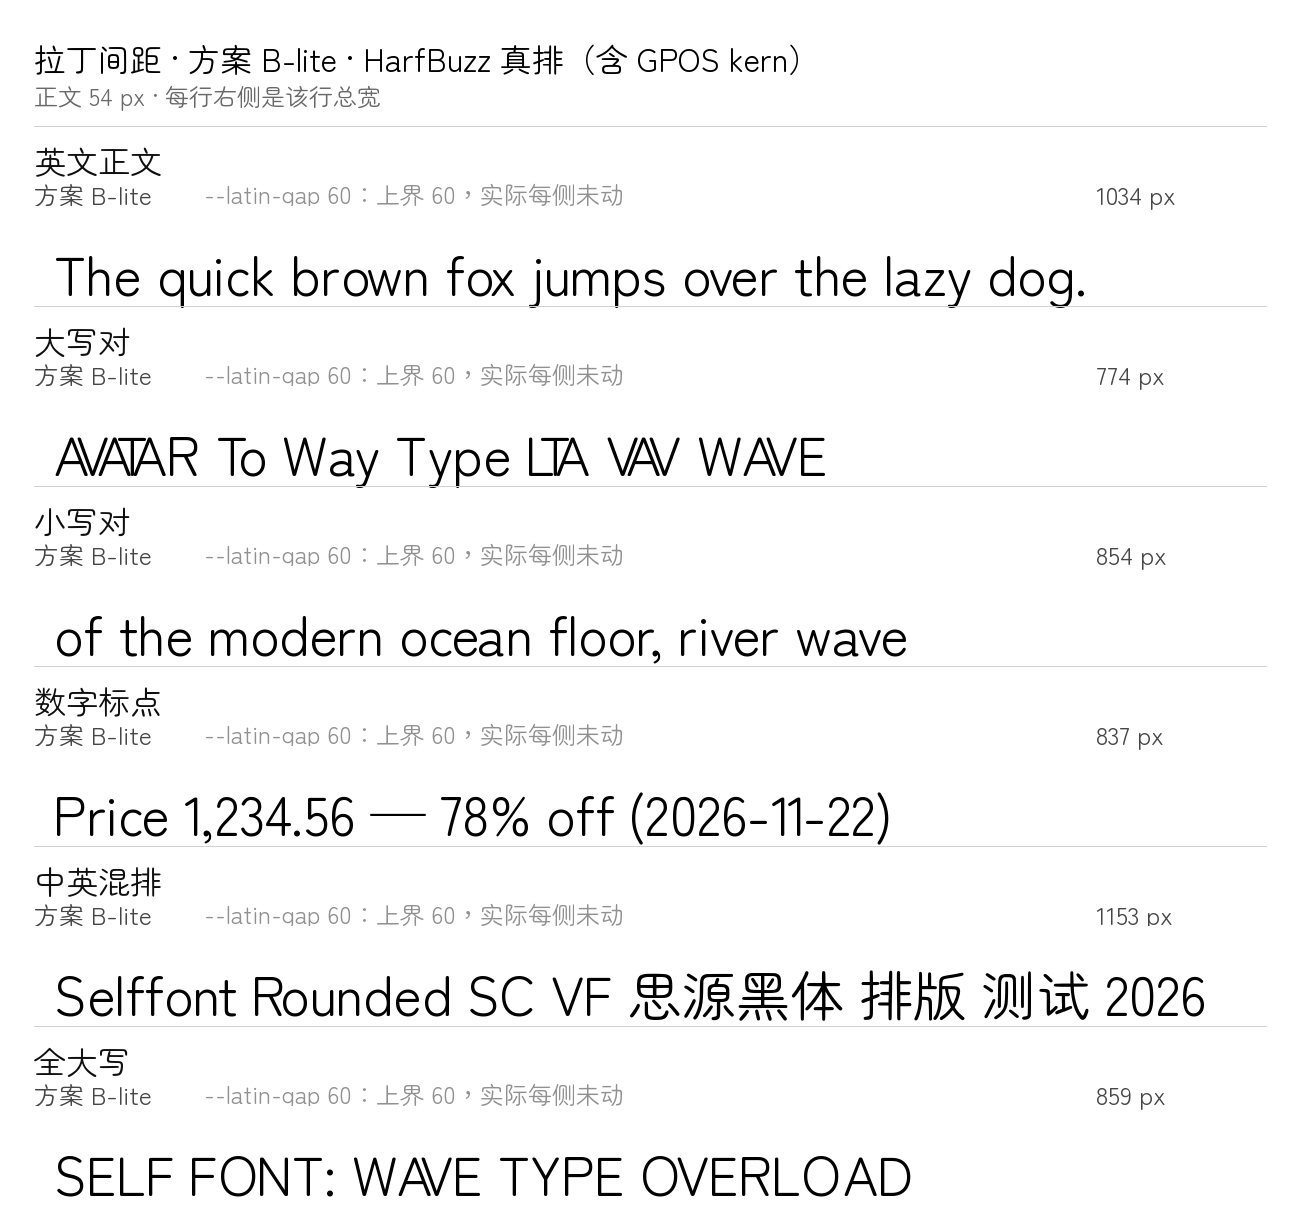 拉丁间距 · 方案 B-lite · HarfBuzz 真排（含 GPOS kern）
正文 54 px · 每行右侧是该行总宽
英文正文
方案 B-lite --latin-gap 60：上界 60，实际每侧未动 1034 px
The quick brown fox jumps over the lazy dog.
大写对
方案 B-lite --latin-gap 60：上界 60，实际每侧未动 774 px
AVATAR To Way Type LTA VAV WAVE
小写对
方案 B-lite --latin-gap 60：上界 60，实际每侧未动 854 px
of the modern ocean floor, river wave
数字标点
方案 B-lite --latin-gap 60：上界 60，实际每侧未动 837 px
Price 1,234.56 — 78% off (2026-11-22)
中英混排
方案 B-lite --latin-gap 60：上界 60，实际每侧未动 1153 px
Selffont Rounded SC VF 思源黑体 排版 测试 2026
全大写
方案 B-lite --latin-gap 60：上界 60，实际每侧未动 859 px
SELF FONT: WAVE TYPE OVERLOAD